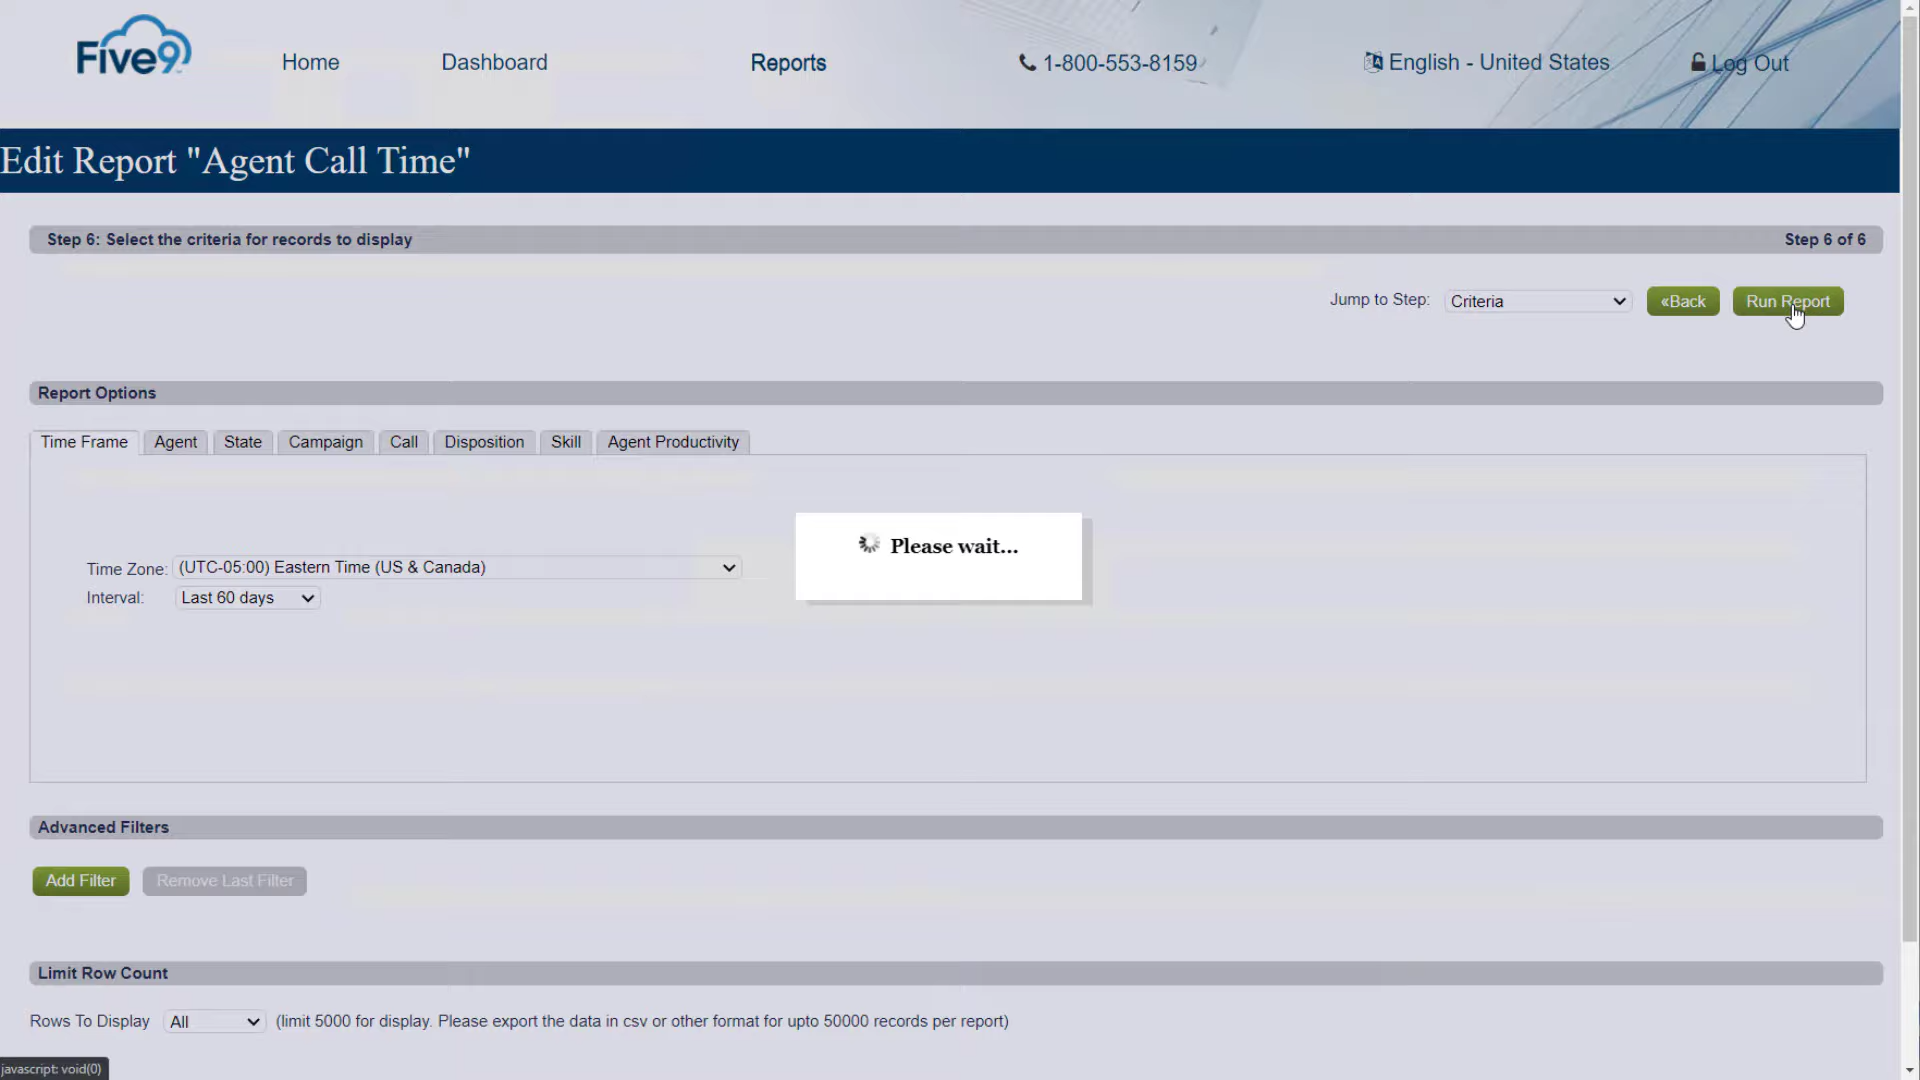 Five9
Home
Dashboard
Reports
1-800-553-8159
English - United States
Log Out
Edit Report "Agent Call Time"
Step 6: Select the criteria for records to display
Step 6 of 6
Jump to Step:
Criteria
«Back
Run Report
Report Options
Time Frame
Agent
State
Campaign
Call
Disposition
Skill
Agent Productivity
Please wait...
Time Zone:
(UTC-05:00) Eastern Time (US & Canada)
Interval:
Last 60 days
Advanced Filters
Add Filter
Remove Last Filter
Limit Row Count
Rows To Display
All
(limit 5000 for display. Please export the data in csv or other format for upto 50000 records per report)
javascript: void(0)